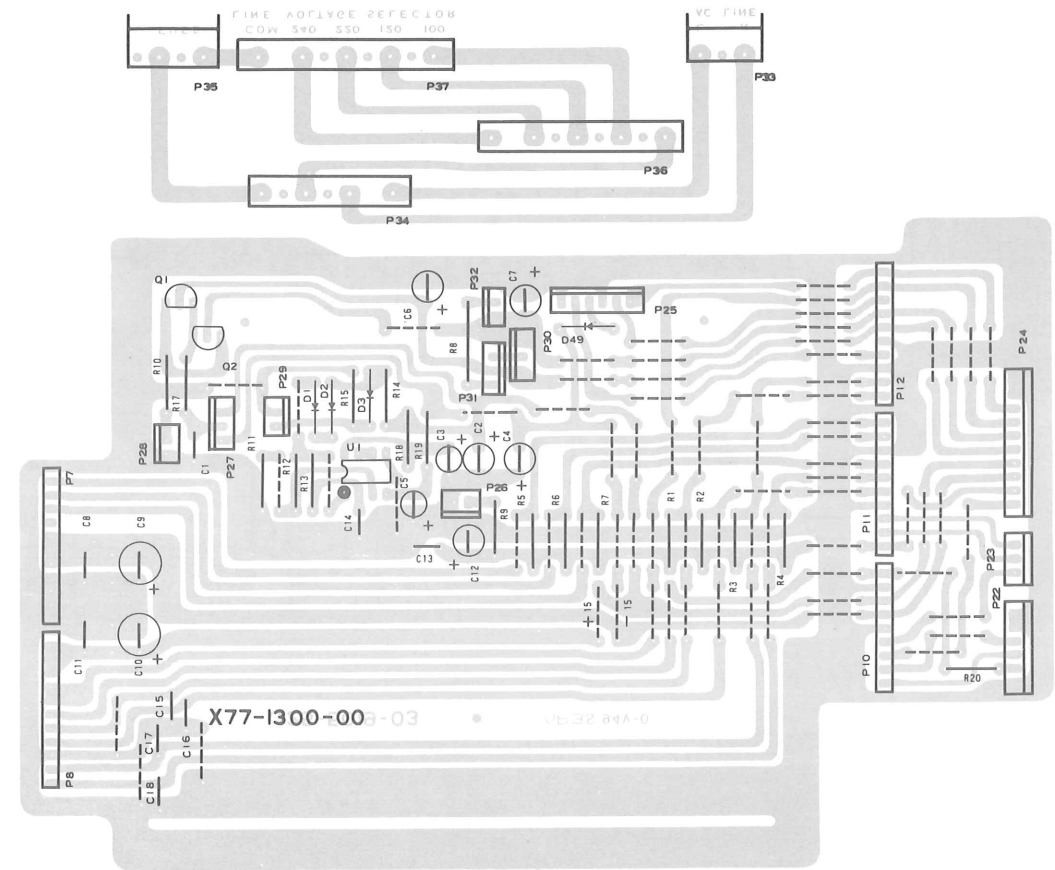 LINE VOLTAGE SELECTOR
AC LINE
FUSE
COM 240 220 120 100
P35
P37
P33
P36
P34
Q1
P32
C7
C6
P25
R8
D49
P30
P24
R10
Q2
R17
P29
D1
D2
R15
D3
R14
P31
P12
P28
C1
P27
R11
R12
R13
U1
R18
R19
C3
C2
C4
P7
C5
P26
R5
R6
R7
R1
R2
C8
C9
C14
R9
P11
P23
C13
C12
R3
R4
P22
+ 15
- 15
C11
C10
P10
R20
C15
X77-1300-00
-03
94V-0
C17
C16
P8
C18